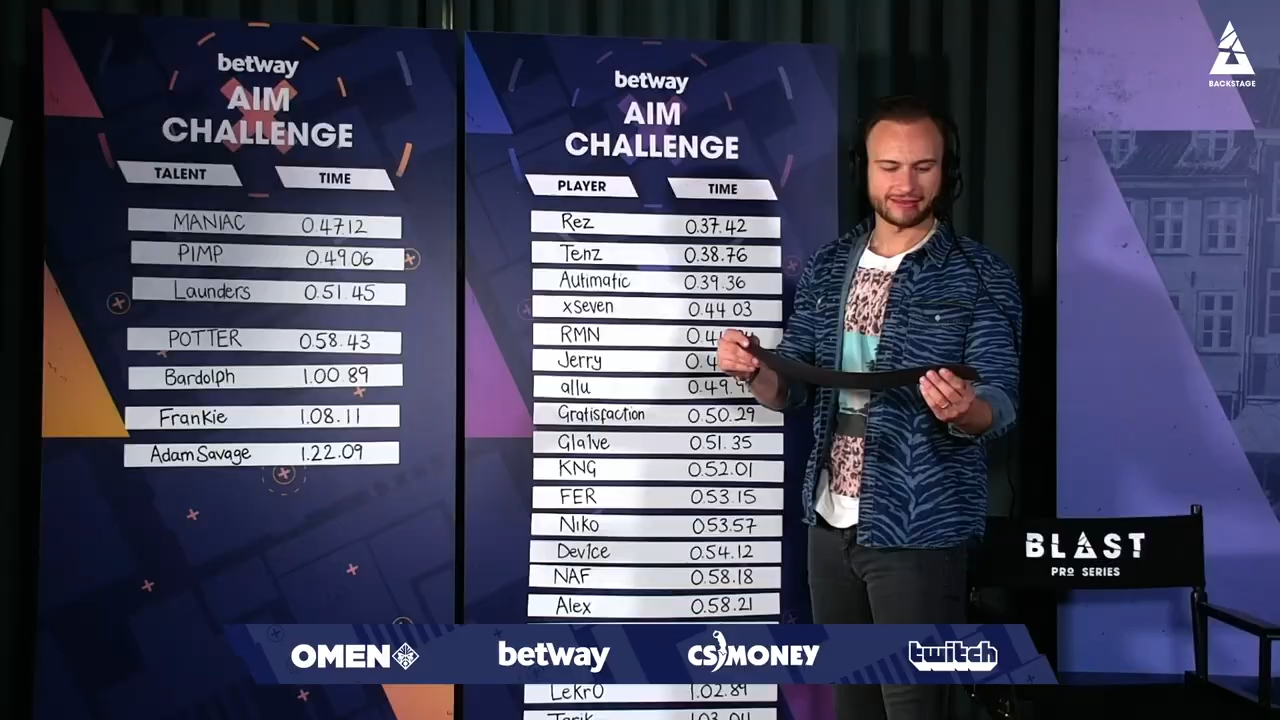 BACKSTAGE
betway
AIM
CHALLENGE
TALENT TIME
MANIAC 0.47.12
PIMP 0.49.06
Launders 0.51.45
POTTER 0.58.43
Bardolph 1.00 89
Frankie 1.08.11
AdamSavage 1.22.09
betway
AIM
CHALLENGE
PLAYER TIME
Rez 0.37.42
Tenz 0.38.76
Autimatic 0.39.36
xseven 0.44 03
RMN
Jerry
allu
Gratisfaction 0.50.29
Gla1ve 0.51.35
KNG 0.52.01
FER 0.53.15
Niko 053.57
Dev1ce 0.54.12
NAF 0.58.18
Alex 0.58.21
LeKr0 1.02.89
BLAST
PRO SERIES
OMEN betway CS MONEY twitch